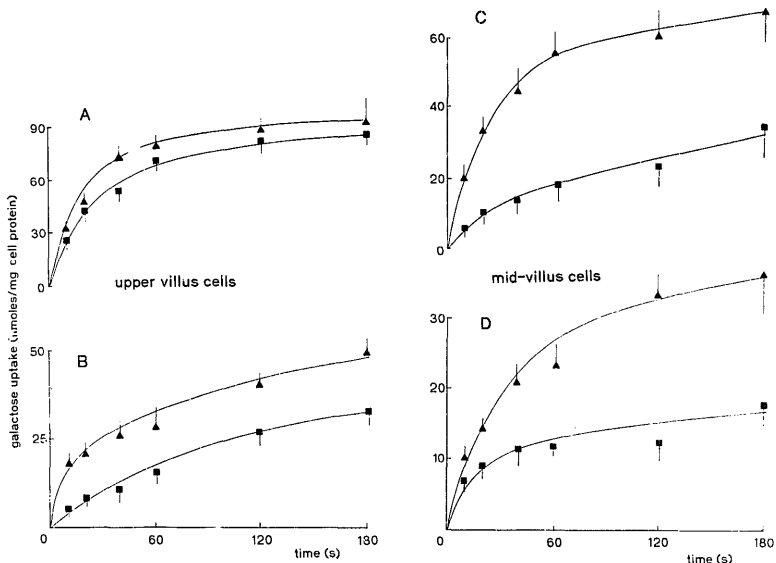 A
90
60
30
0
upper villus cells
B
50
25
0
60
120
180
time (s)
galactose uptake (nmoles/mg cell protein)
C
60
40
20
0
mid-villus cells
D
30
20
10
0
60
120
180
time (s)